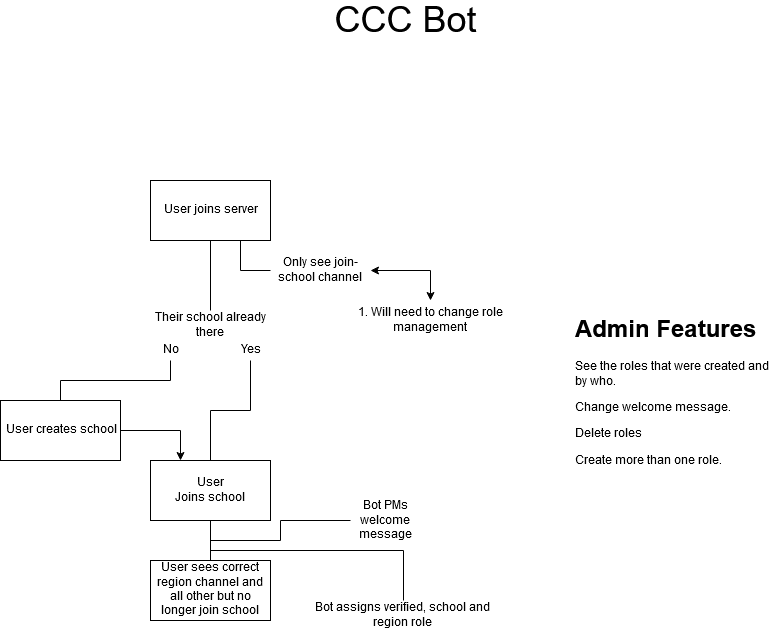 CCC Bot
User joins server
Only see join-
school channel
1. Will need to change role
management
Their school already
there
No
Yes
User creates school
User
Joins school
Bot PMs
welcome
message
User sees correct
region channel and
all other but no
longer join school
Bot assigns verified, school and
region role
Admin Features
See the roles that were created and
by who.
Change welcome message.
Delete roles
Create more than one role.